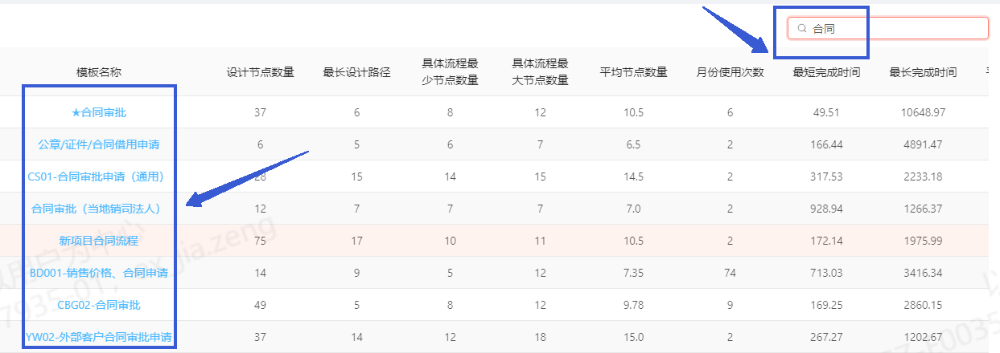 合同
模板名称 设计节点数量 最长设计路径 具体流程最少节点数量 具体流程最大节点数量 平均节点数量 月份使用次数 最短完成时间 最长完成时间
★合同审批 37 6 8 12 10.5 6 49.51 10648.97
公章/证件/合同借用申请 6 5 6 7 6.5 2 166.44 4891.47
CS01-合同审批申请（通用） 28 15 14 15 14.5 2 317.53 2233.18
合同审批（当地销司法人） 12 7 7 7 7.0 2 928.94 1266.37
新项目合同流程 75 17 10 11 10.5 2 172.14 1975.99
BD001-销售价格、合同申请 14 9 5 12 7.35 74 713.03 3416.34
CBG02-合同审批 49 5 8 12 9.78 9 169.25 2860.15
YW02-外部客户合同审批申请 37 14 12 18 15.0 2 267.27 1202.67